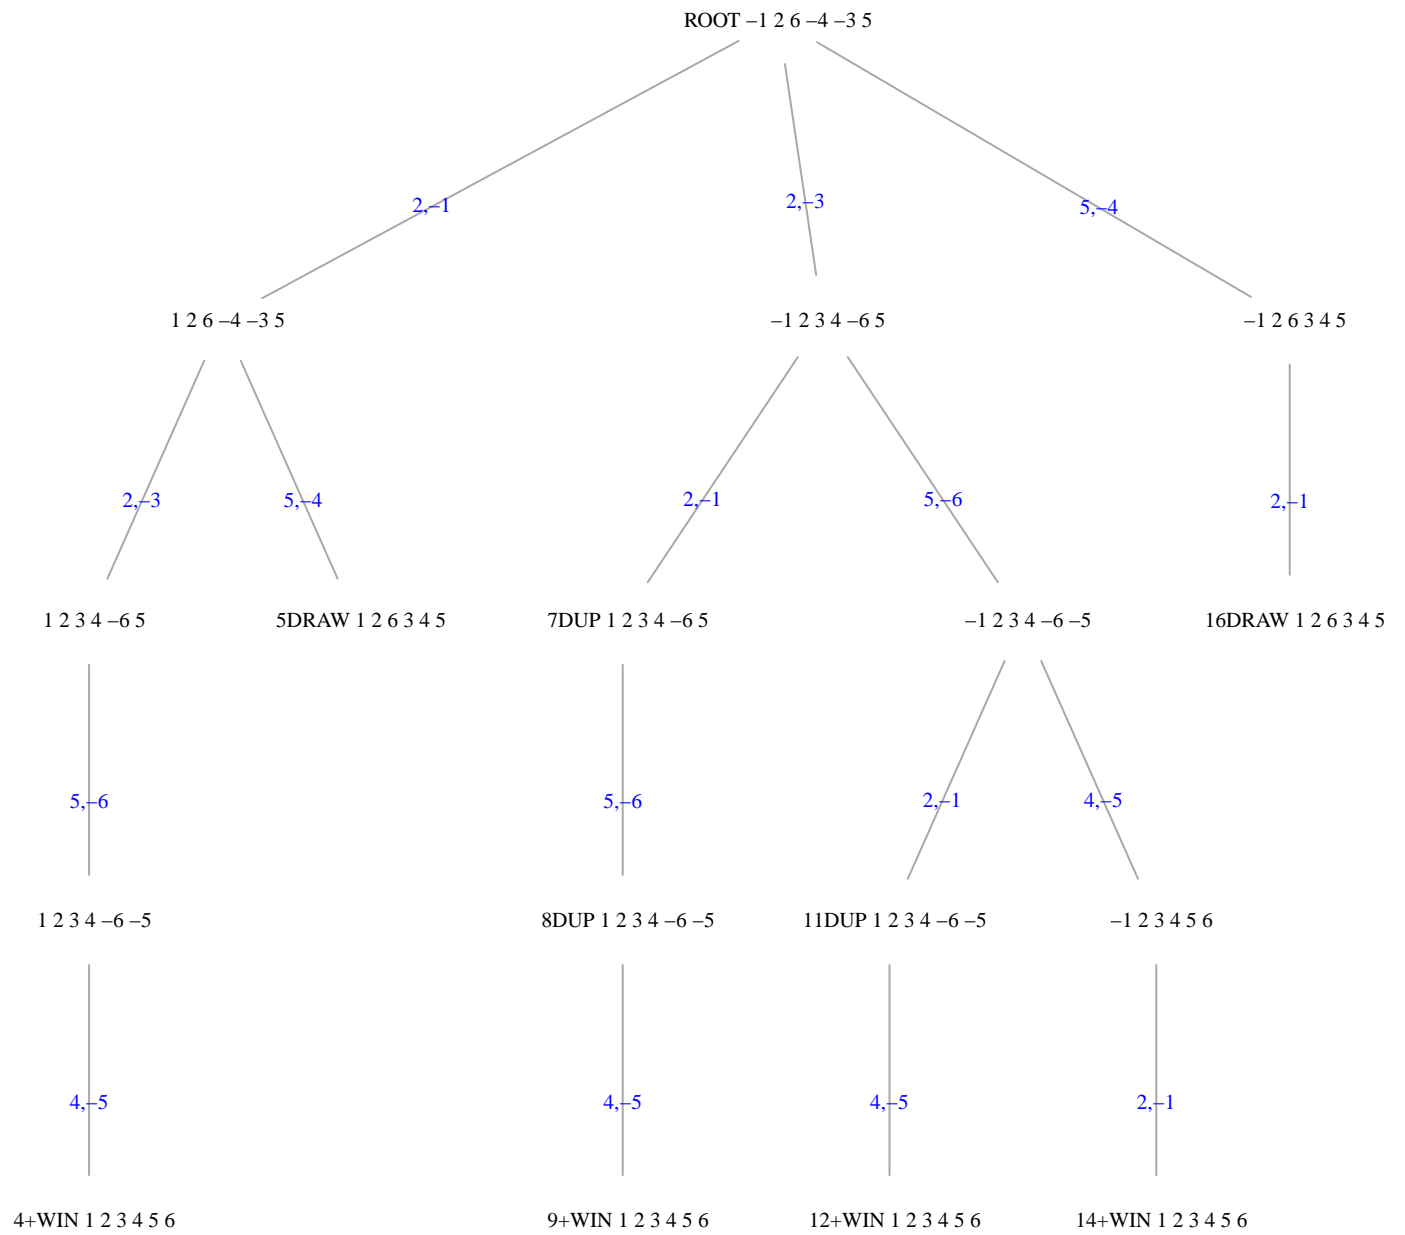 ROOT –1 2 6 –4 –3 5
2,–1
2,–3
5,–4
1 2 6 –4 –3 5
–1 2 3 4 –6 5
–1 2 6 3 4 5
2,–3
5,–4
2,–1
5,–6
2,–1
1 2 3 4 –6 5
5DRAW 1 2 6 3 4 5
7DUP 1 2 3 4 –6 5
–1 2 3 4 –6 –5
16DRAW 1 2 6 3 4 5
5,–6
5,–6
2,–1
4,–5
1 2 3 4 –6 –5
8DUP 1 2 3 4 –6 –5
11DUP 1 2 3 4 –6 –5
–1 2 3 4 5 6
4,–5
4,–5
4,–5
2,–1
4+WIN 1 2 3 4 5 6
9+WIN 1 2 3 4 5 6
12+WIN 1 2 3 4 5 6
14+WIN 1 2 3 4 5 6